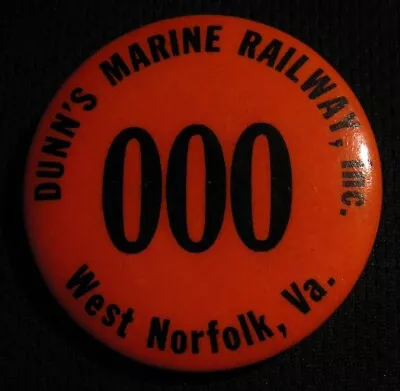 DUNN'S MARINE RAILWAY, Inc.
000
West Norfolk, Va.